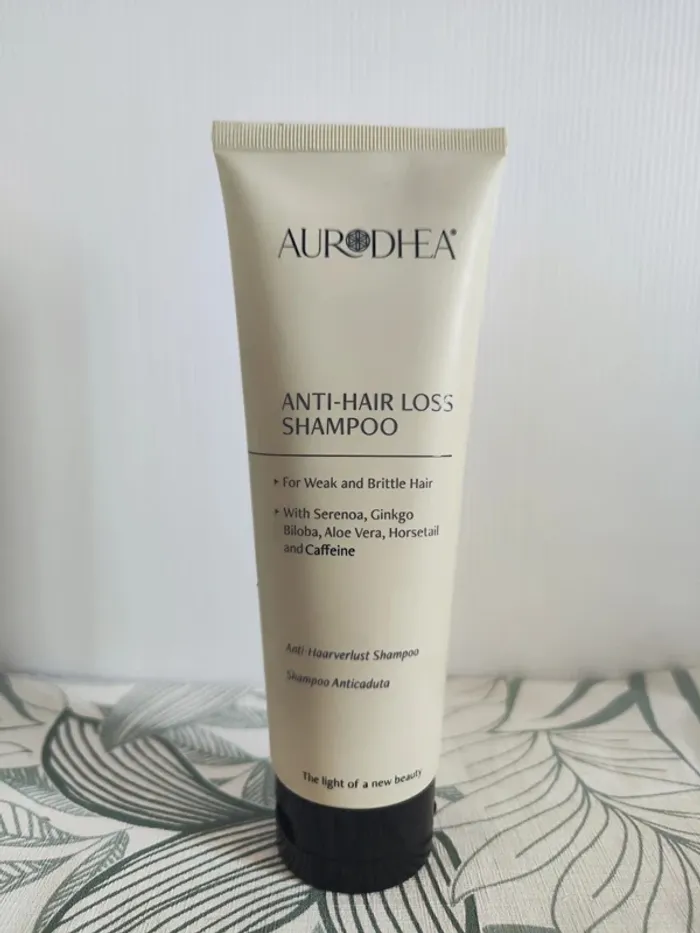 AURODHEA®
ANTI-HAIR LOSS
SHAMPOO
▸ For Weak and Brittle Hair
▸ With Serenoa, Ginkgo
Biloba, Aloe Vera, Horsetail
and Caffeine
Anti-Haarverlust Shampoo
Shampoo Anticaduta
The light of a new beauty